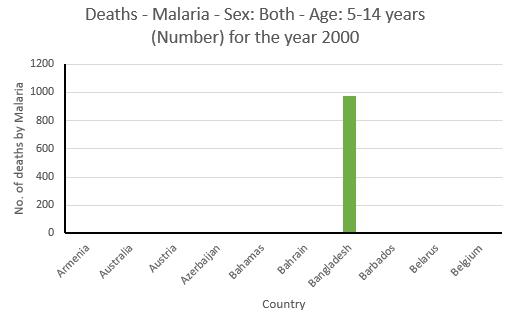 Deaths - Malaria - Sex: Both - Age: 5-14 years
(Number) for the year 2000
1200
1000
800
600
400
200
0
No. of deaths by Malaria
Armenia
Australia
Austria
Azerbaijan
Bahamas
Bahrain
Bangladesh
Barbados
Belarus
Belgium
Country